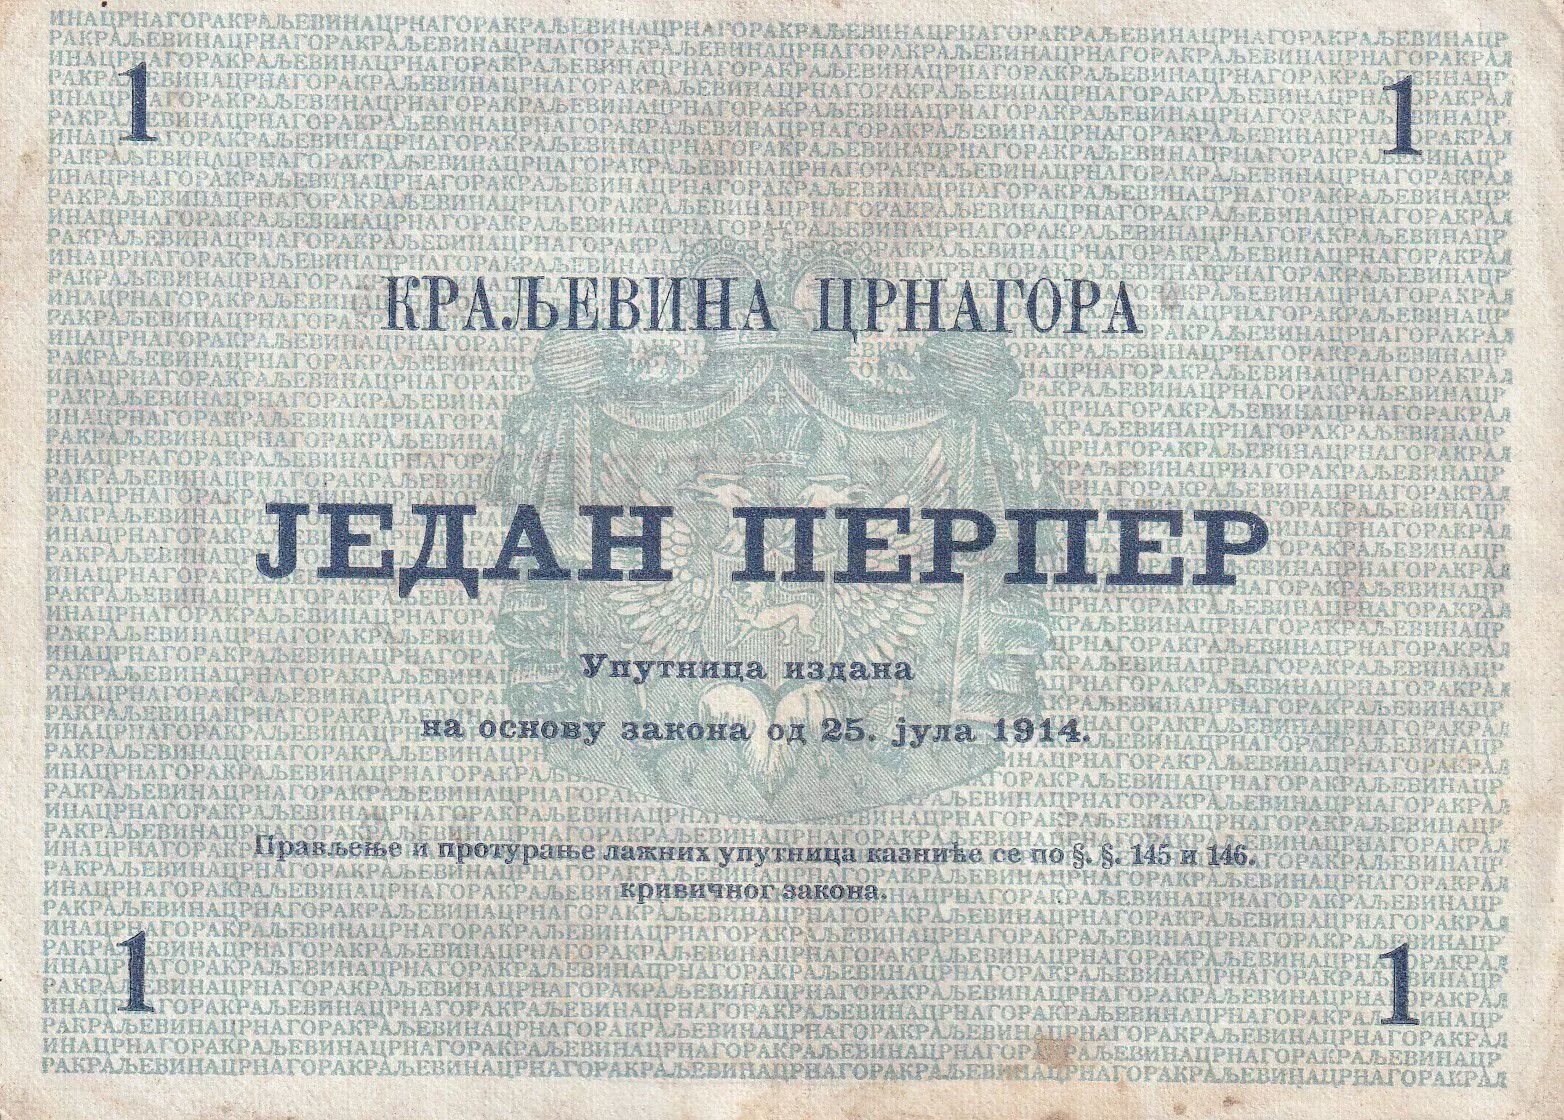 1 1
КРАЉЕВИНА ЦРНАГОРА
ЈЕДАН ПЕРПЕР
Упутница издана
на основу закона од 25. јула 1914.
Прављење и протурање лажних упутница казниће се по §. §. 145 и 146.
кривичног закона.
1 1